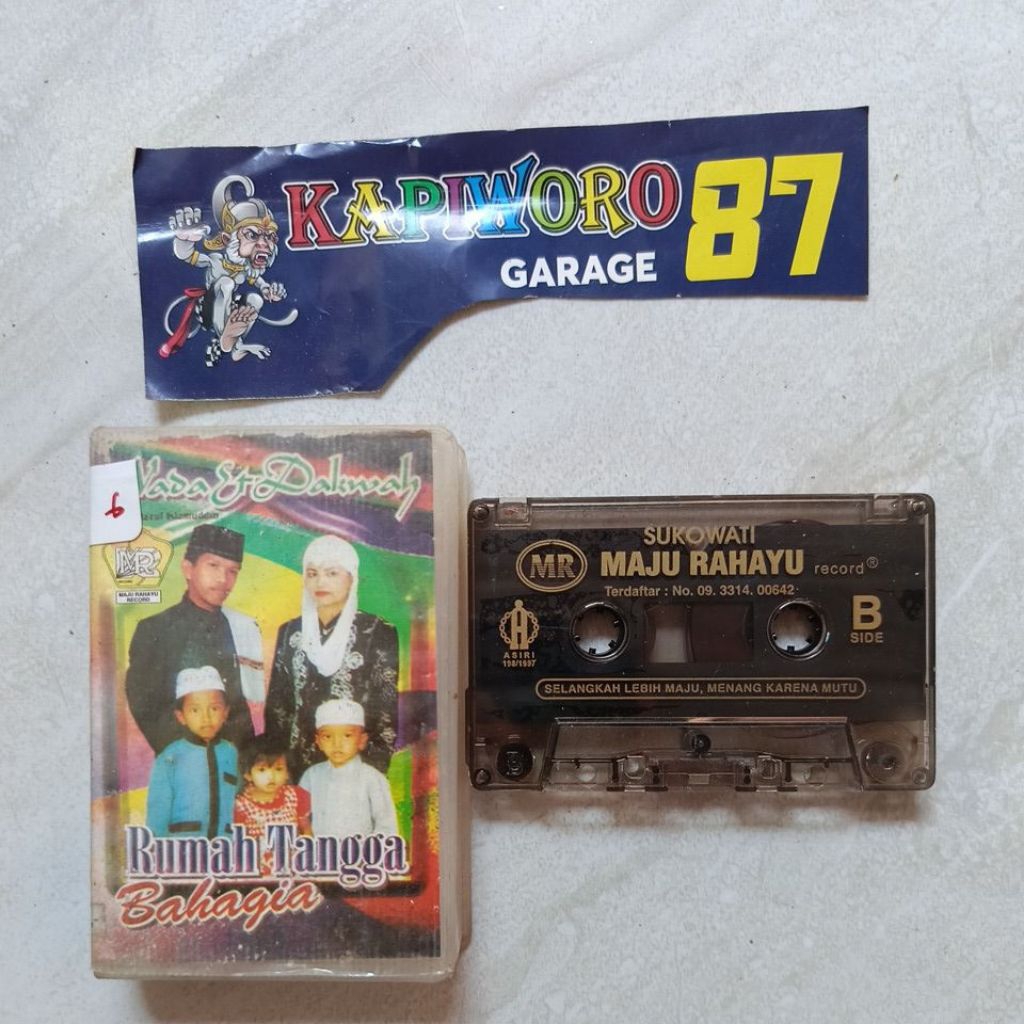 KAPIWORO 87
GARAGE
Nada & Dakwah
MR
MAJU RAHAYU
RECORD
Rumah Tangga
Bahagia
SUKOWATI
MR MAJU RAHAYU record®
Terdaftar : No. 09. 3314. 00642
ASIRI
198/1997
B
SIDE
SELANGKAH LEBIH MAJU, MENANG KARENA MUTU